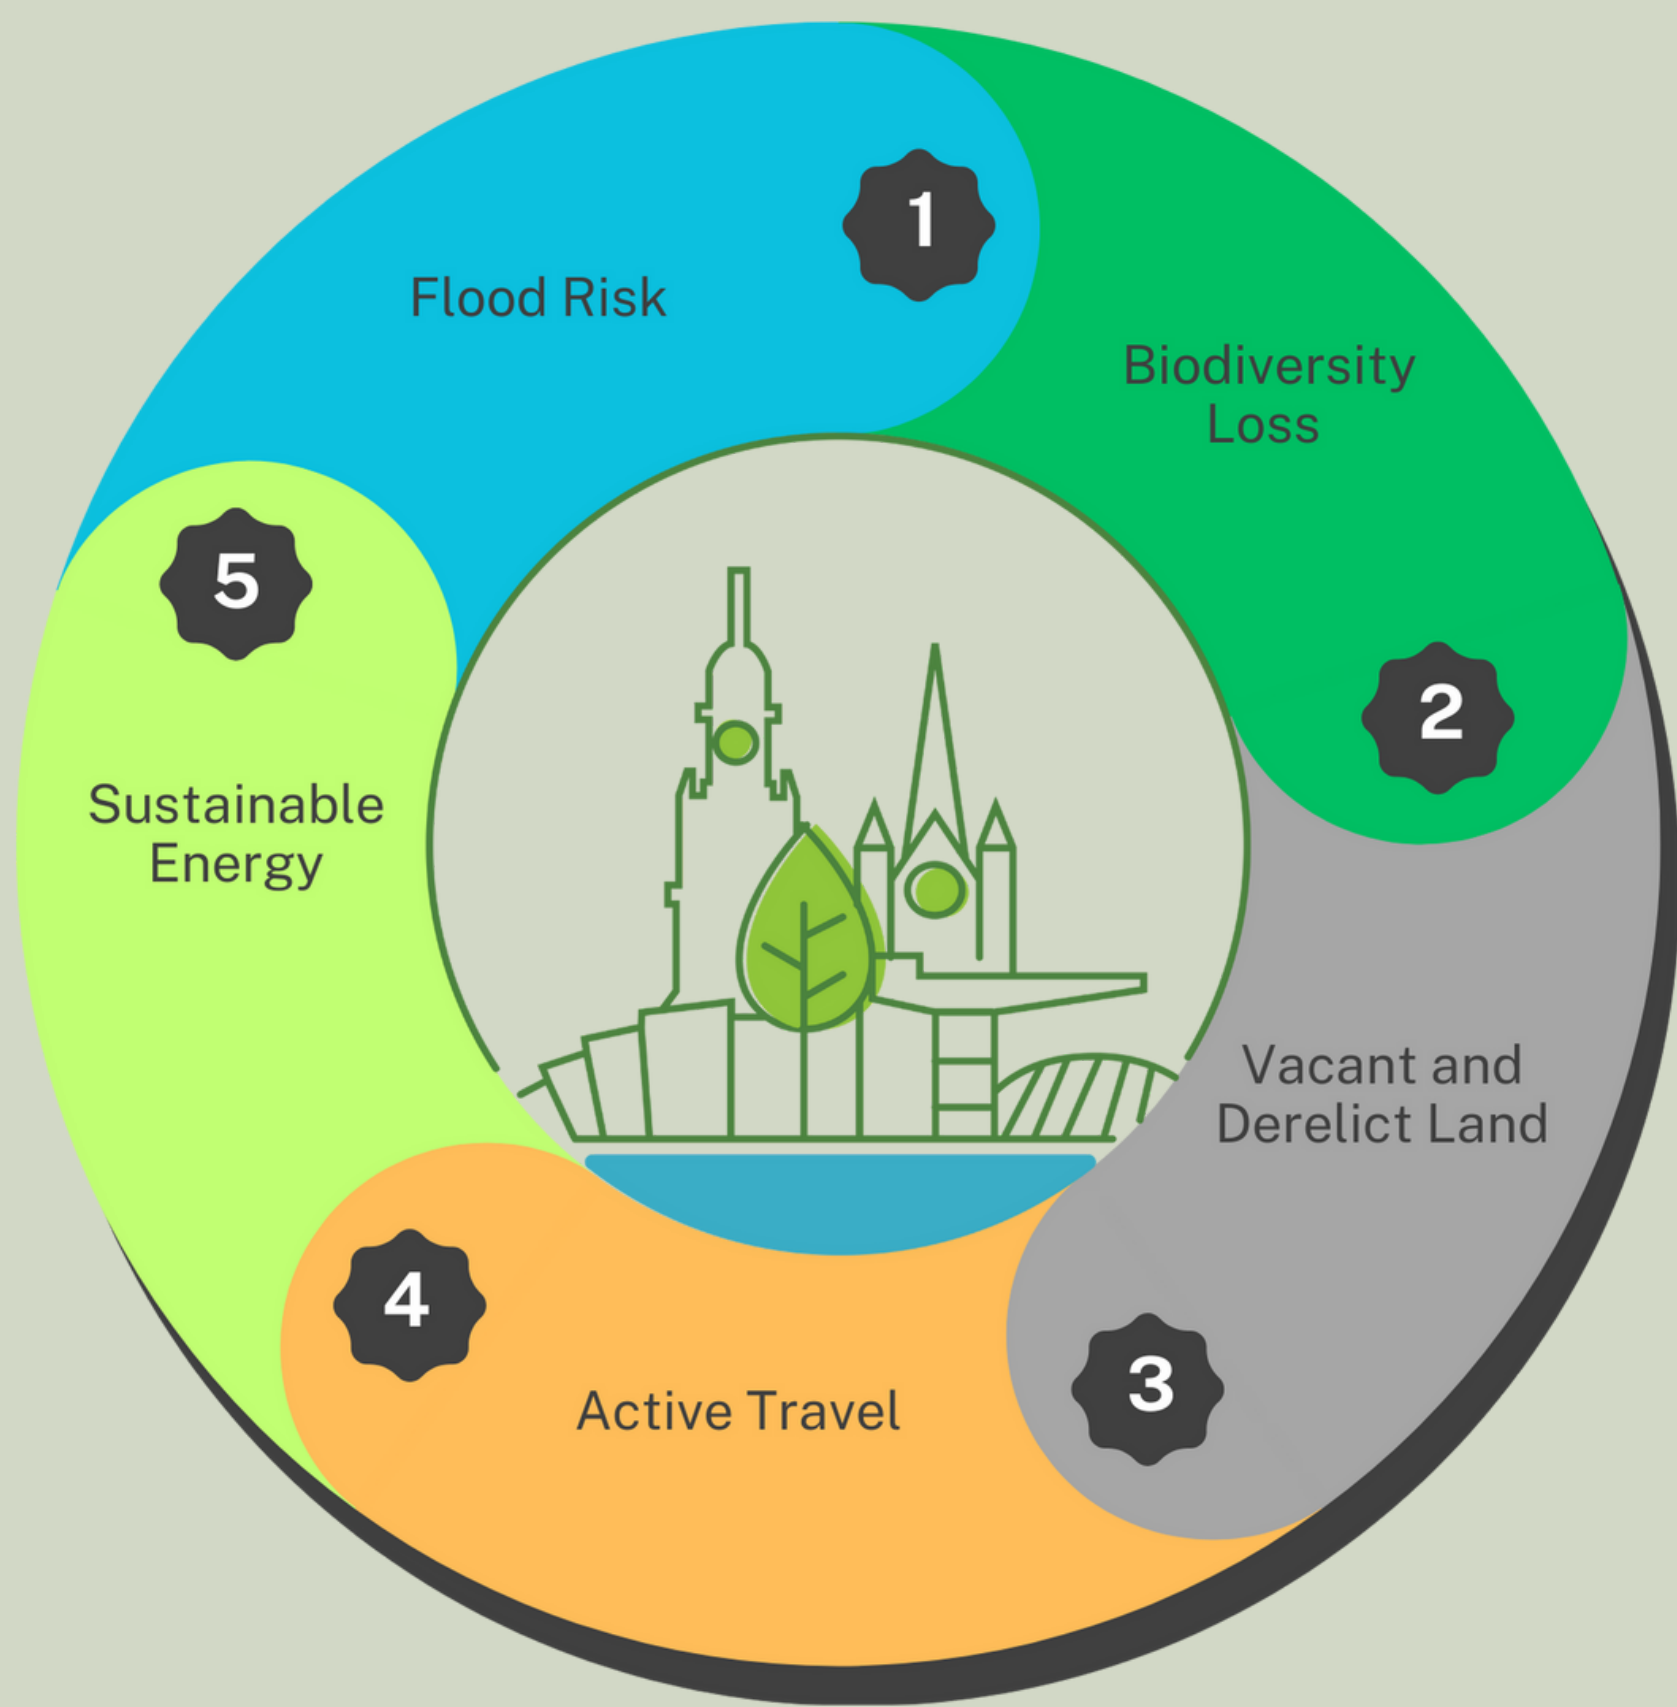 1
Flood Risk
Biodiversity
Loss
2
Vacant and
Derelict Land
3
Active Travel
4
Sustainable
Energy
5